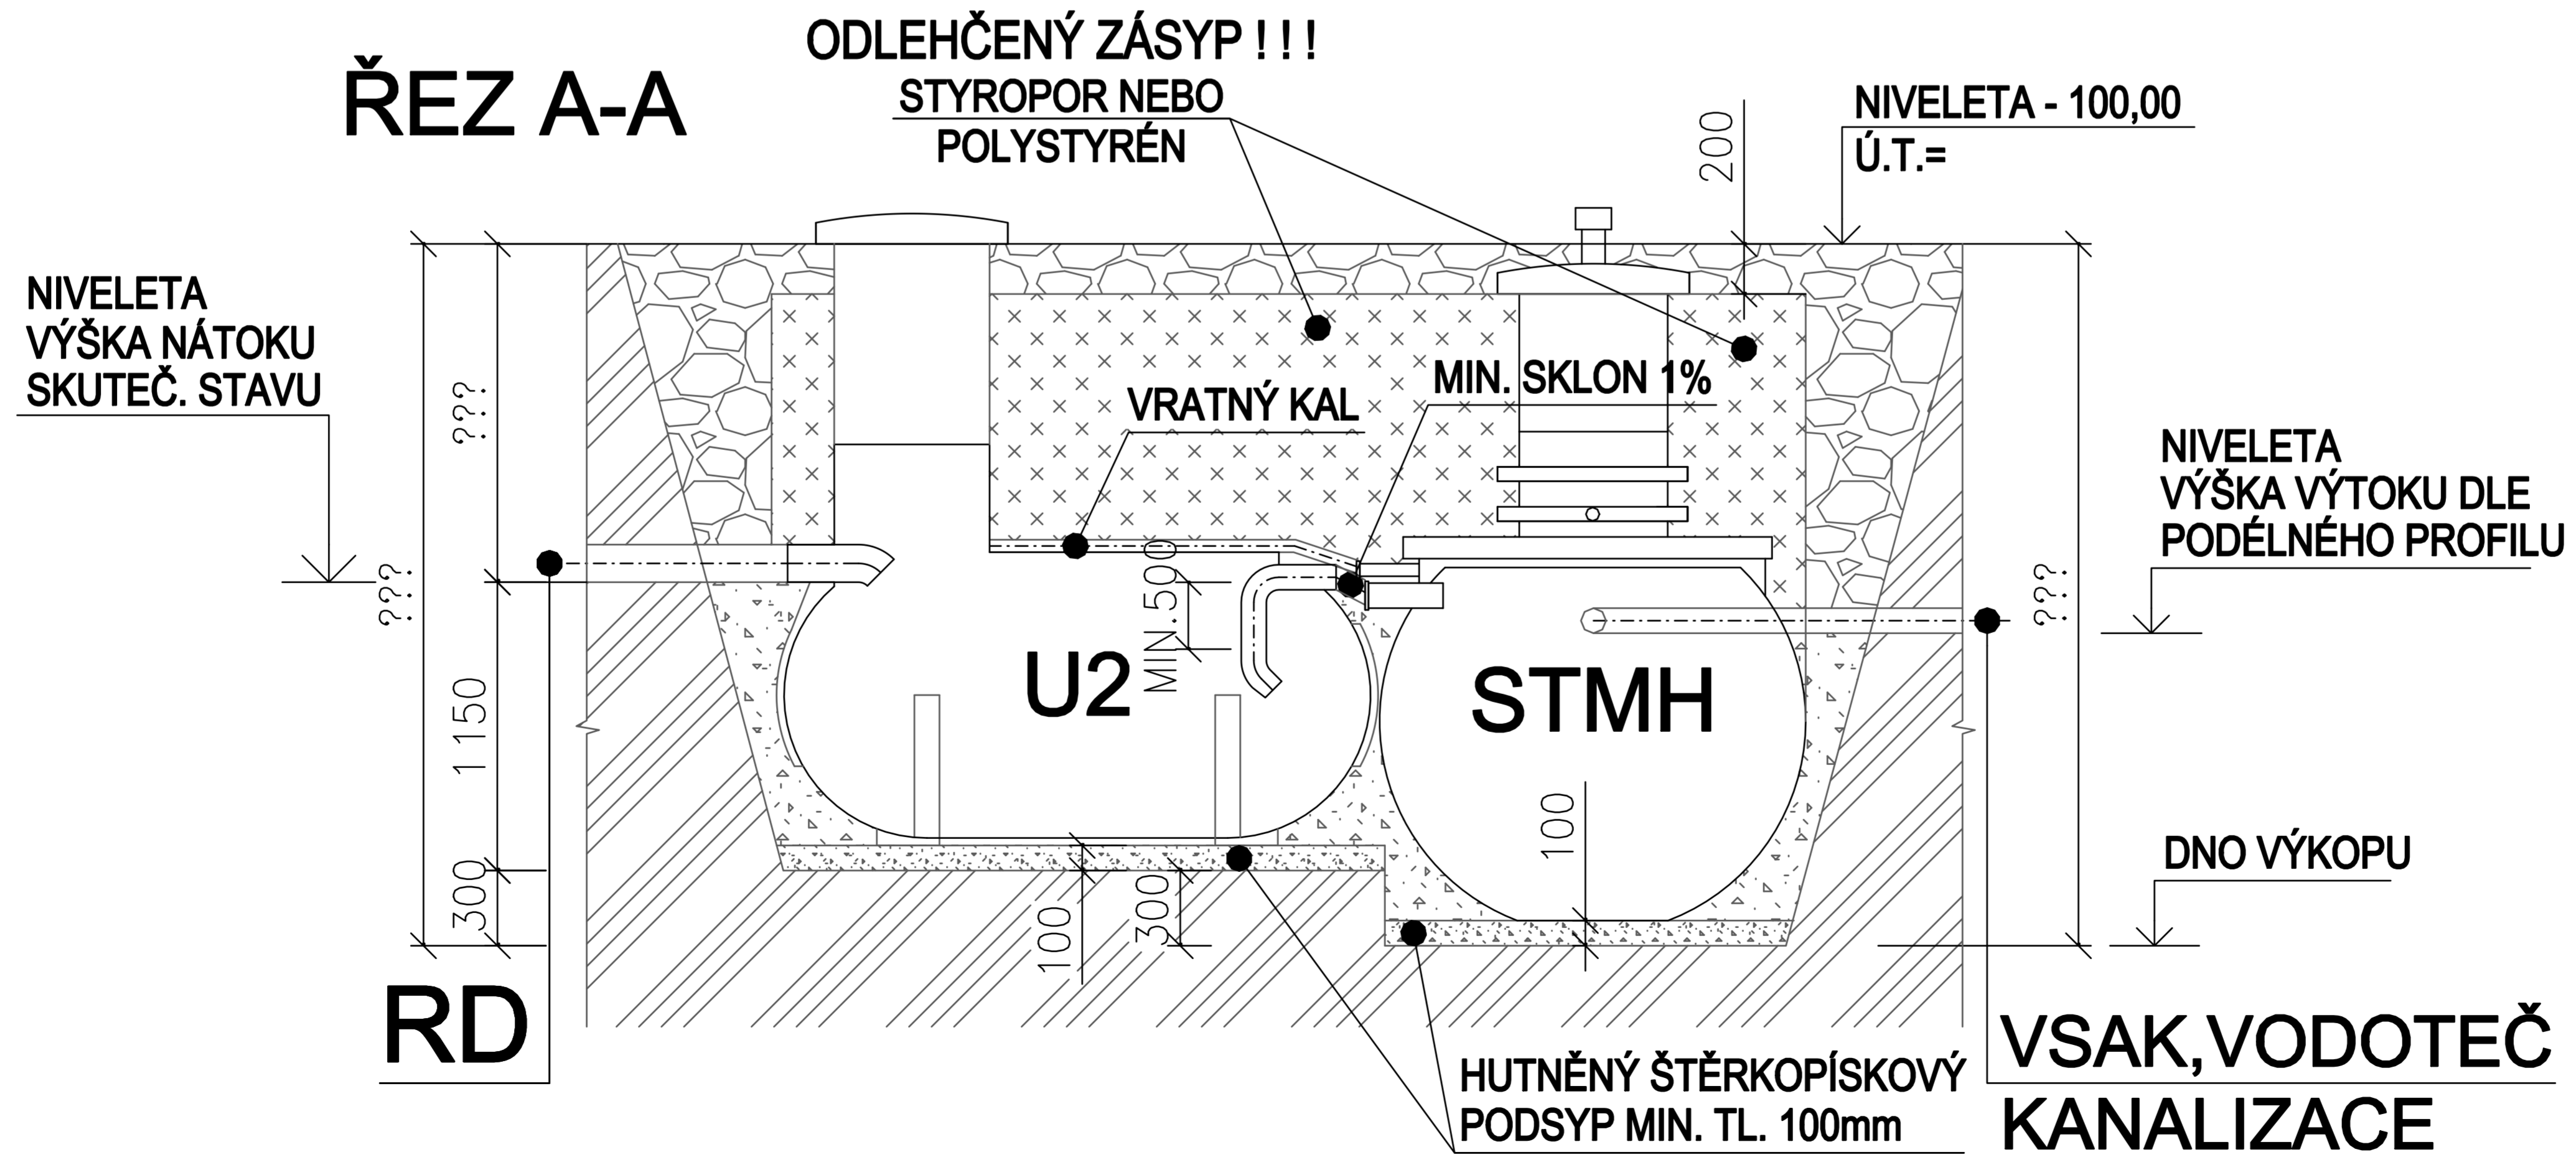 ŘEZ A-A
ODLEHČENÝ ZÁSYP ! ! !
STYROPOR NEBO
POLYSTYRÉN
200
NIVELETA - 100,00
Ú.T.=
NIVELETA
VÝŠKA NÁTOKU
SKUTEČ. STAVU
???
???
1150
300
VRATNÝ KAL
MIN. SKLON 1%
MIN.500
U2
STMH
100
100
300
NIVELETA
VÝŠKA VÝTOKU DLE
PODÉLNÉHO PROFILU
???
DNO VÝKOPU
RD
HUTNĚNÝ ŠTĚRKOPÍSKOVÝ
PODSYP MIN. TL. 100mm
VSAK,VODOTEČ
KANALIZACE